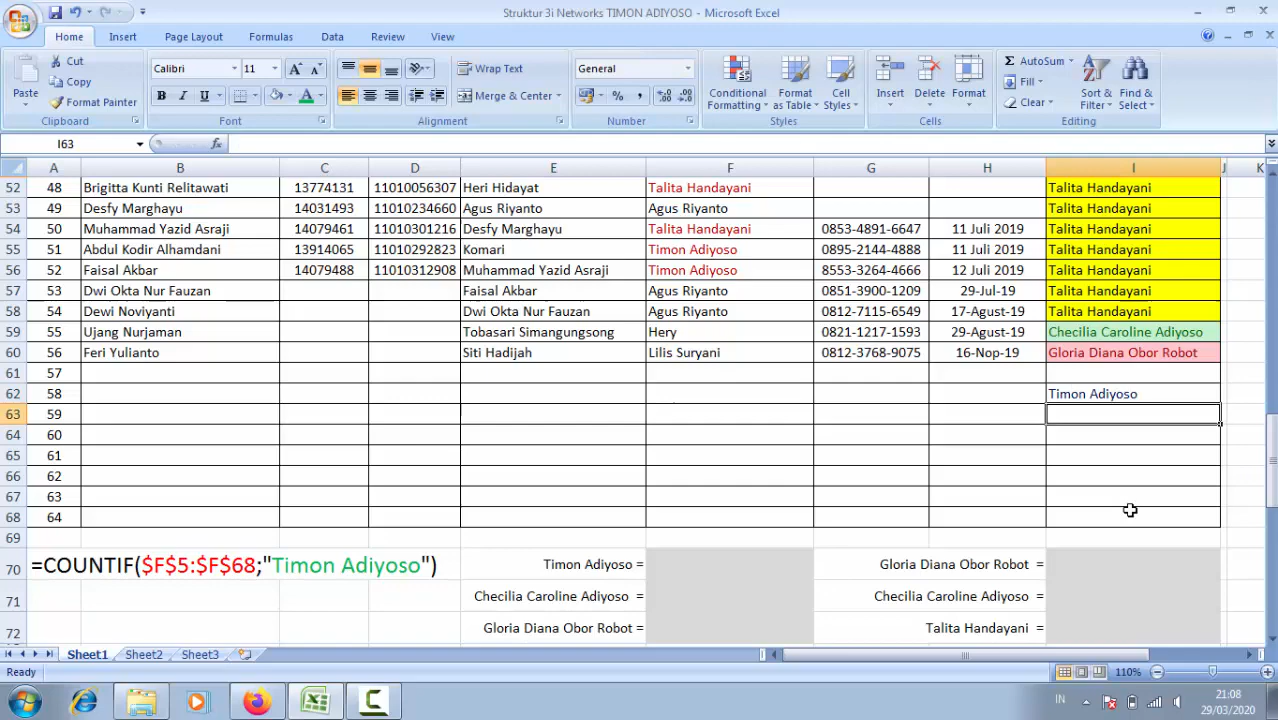 Struktur 3i Networks TIMON ADIYOSO - Microsoft Excel
Home Insert Page Layout Formulas Data Review View
Cut
Copy
Format Painter
Paste
Clipboard
Calibri 11
B I U
Font
Wrap Text
Merge & Center
Alignment
General
Number
Conditional Formatting
Format as Table
Cell Styles
Styles
Insert Delete Format
Cells
AutoSum
Fill
Clear
Sort & Filter
Find & Select
Editing
I63 fx
A B C D E F G H I J K
52 48 Brigitta Kunti Relitawati 13774131 11010056307 Heri Hidayat Talita Handayani Talita Handayani
53 49 Desfy Marghayu 14031493 11010234660 Agus Riyanto Agus Riyanto Talita Handayani
54 50 Muhammad Yazid Asraji 14079461 11010301216 Desfy Marghayu Talita Handayani 0853-4891-6647 11 Juli 2019 Talita Handayani
55 51 Abdul Kodir Alhamdani 13914065 11010292823 Komari Timon Adiyoso 0895-2144-4888 11 Juli 2019 Talita Handayani
56 52 Faisal Akbar 14079488 11010312908 Muhammad Yazid Asraji Timon Adiyoso 8553-3264-4666 12 Juli 2019 Talita Handayani
57 53 Dwi Okta Nur Fauzan Faisal Akbar Agus Riyanto 0851-3900-1209 29-Jul-19 Talita Handayani
58 54 Dewi Noviyanti Dwi Okta Nur Fauzan Agus Riyanto 0812-7115-6549 17-Agust-19 Talita Handayani
59 55 Ujang Nurjaman Tobasari Simangungsong Hery 0821-1217-1593 29-Agust-19 Checilia Caroline Adiyoso
60 56 Feri Yulianto Siti Hadijah Lilis Suryani 0812-3768-9075 16-Nop-19 Gloria Diana Obor Robot
61 57
62 58 Timon Adiyoso
63 59
64 60
65 61
66 62
67 63
68 64
69
70 =COUNTIF($F$5:$F$68;"Timon Adiyoso") Timon Adiyoso = Gloria Diana Obor Robot =
71 Checilia Caroline Adiyoso = Checilia Caroline Adiyoso =
72 Gloria Diana Obor Robot = Talita Handayani =
Sheet1 Sheet2 Sheet3
Ready 110%
IN 21:08
29/03/2020